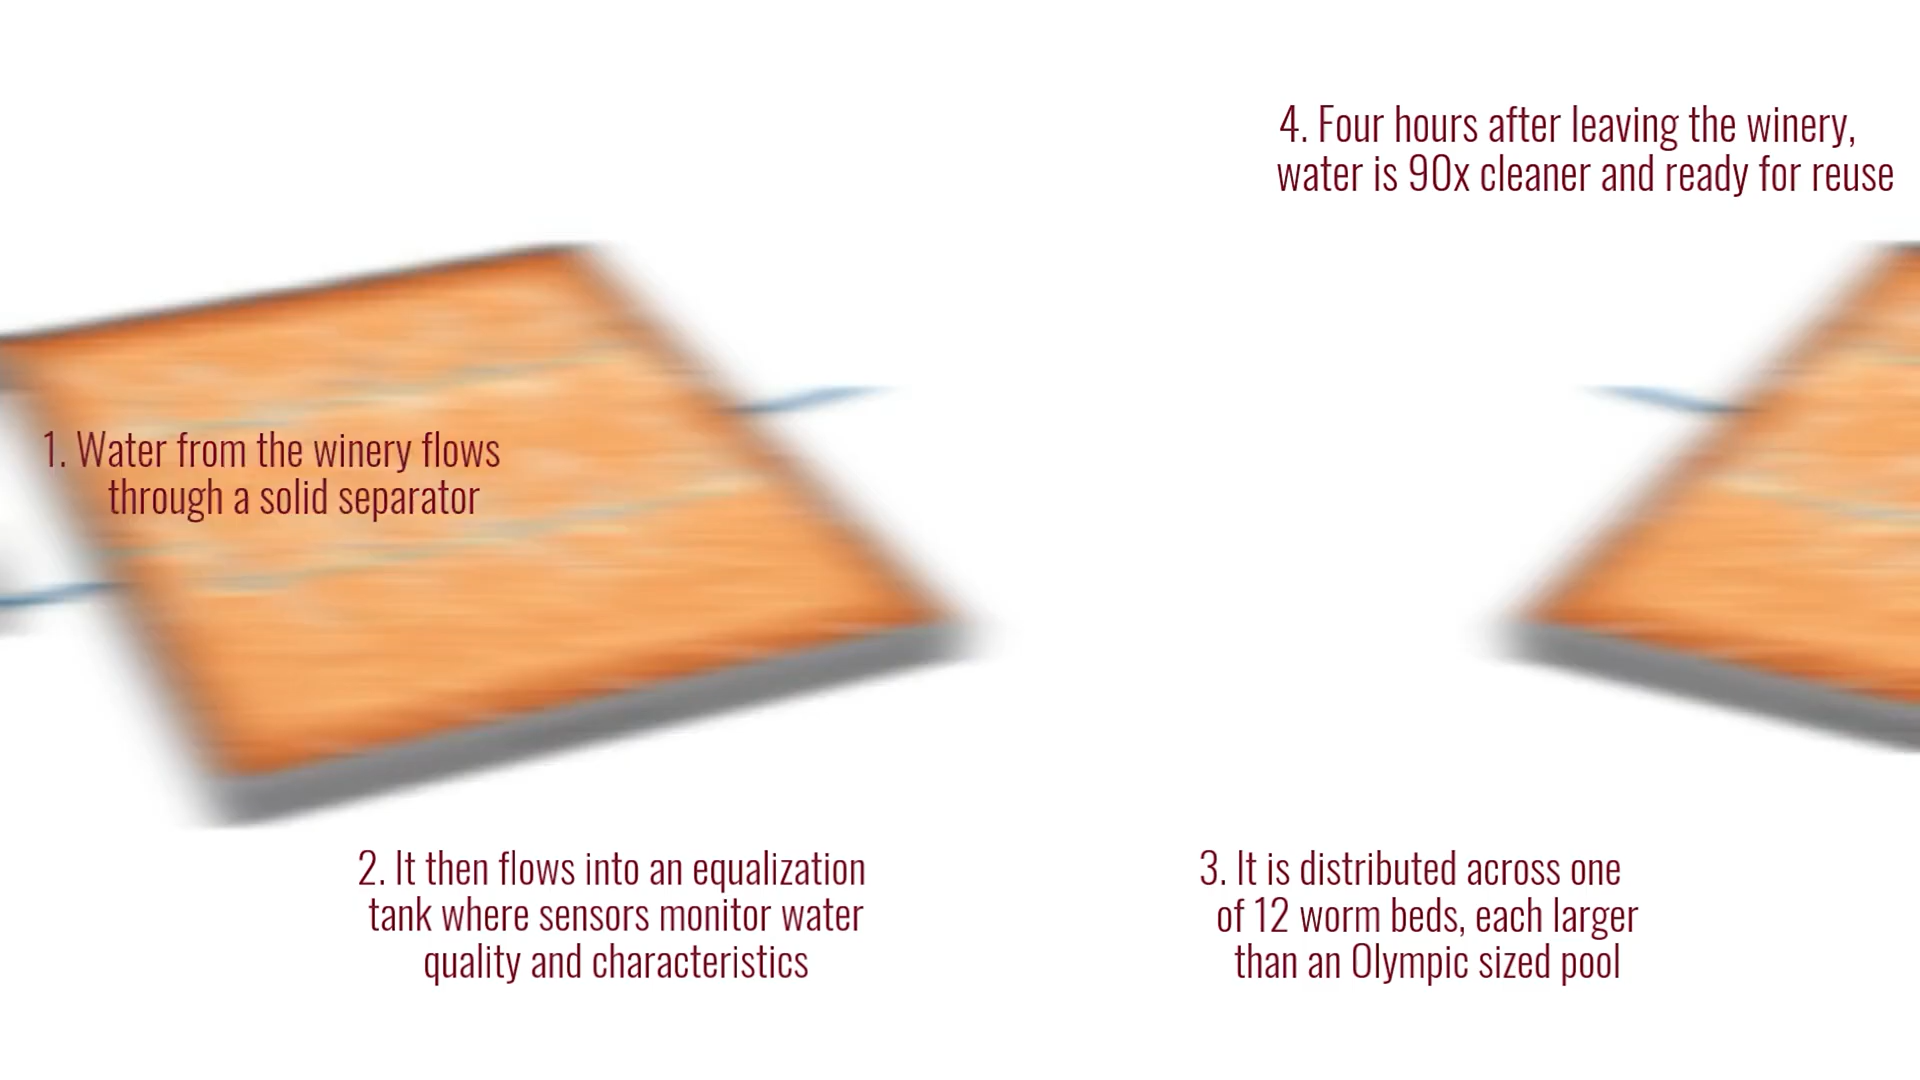 1. Water from the winery flows
through a solid separator
2. It then flows into an equalization
tank where sensors monitor water
quality and characteristics
3. It is distributed across one
of 12 worm beds, each larger
than an Olympic sized pool
4. Four hours after leaving the winery,
water is 90x cleaner and ready for reuse